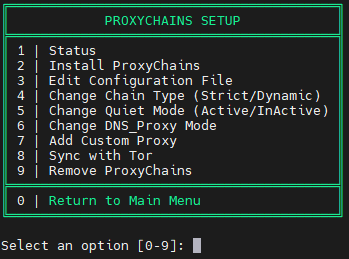 PROXYCHAINS SETUP
1 | Status
2 | Install ProxyChains
3 | Edit Configuration File
4 | Change Chain Type (Strict/Dynamic)
5 | Change Quiet Mode (Active/InActive)
6 | Change DNS_Proxy Mode
7 | Add Custom Proxy
8 | Sync with Tor
9 | Remove ProxyChains
0 | Return to Main Menu
Select an option [0-9]: